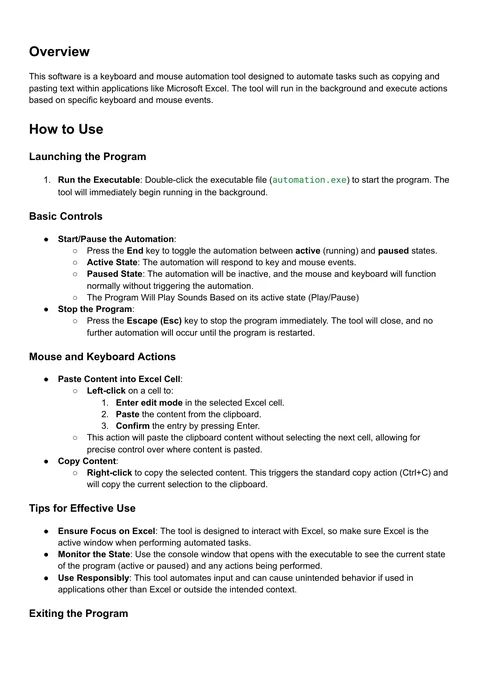 Overview
This software is a keyboard and mouse automation tool designed to automate tasks such as copying and
pasting text within applications like Microsoft Excel. The tool will run in the background and execute actions
based on specific keyboard and mouse events.
How to Use
Launching the Program
1. Run the Executable: Double-click the executable file (automation.exe) to start the program. The
tool will immediately begin running in the background.
Basic Controls
● Start/Pause the Automation:
○ Press the End key to toggle the automation between active (running) and paused states.
○ Active State: The automation will respond to key and mouse events.
○ Paused State: The automation will be inactive, and the mouse and keyboard will function
normally without triggering the automation.
○ The Program Will Play Sounds Based on its active state (Play/Pause)
● Stop the Program:
○ Press the Escape (Esc) key to stop the program immediately. The tool will close, and no
further automation will occur until the program is restarted.
Mouse and Keyboard Actions
● Paste Content into Excel Cell:
○ Left-click on a cell to:
1. Enter edit mode in the selected Excel cell.
2. Paste the content from the clipboard.
3. Confirm the entry by pressing Enter.
○ This action will paste the clipboard content without selecting the next cell, allowing for
precise control over where content is pasted.
● Copy Content:
○ Right-click to copy the selected content. This triggers the standard copy action (Ctrl+C) and
will copy the current selection to the clipboard.
Tips for Effective Use
● Ensure Focus on Excel: The tool is designed to interact with Excel, so make sure Excel is the
active window when performing automated tasks.
● Monitor the State: Use the console window that opens with the executable to see the current state
of the program (active or paused) and any actions being performed.
● Use Responsibly: This tool automates input and can cause unintended behavior if used in
applications other than Excel or outside the intended context.
Exiting the Program